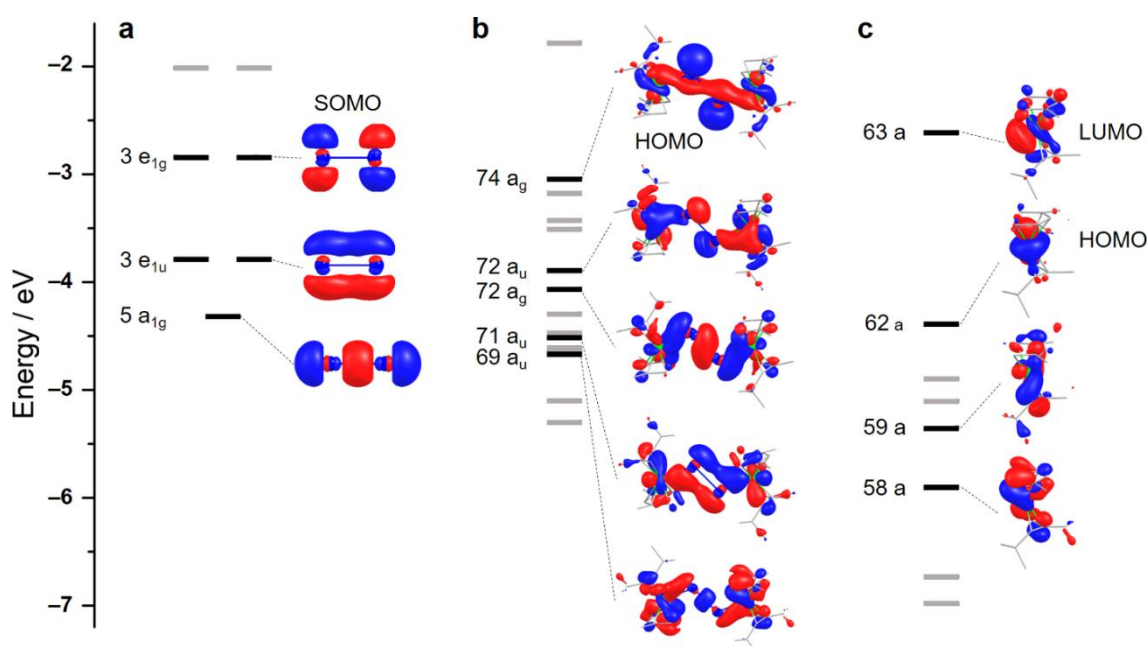 a
b
c
Energy / eV
–2
–3
–4
–5
–6
–7
SOMO
3 e1g
3 e1u
5 a1g
HOMO
74 ag
72 au
72 ag
71 au
69 au
63 a
LUMO
HOMO
62 a
59 a
58 a